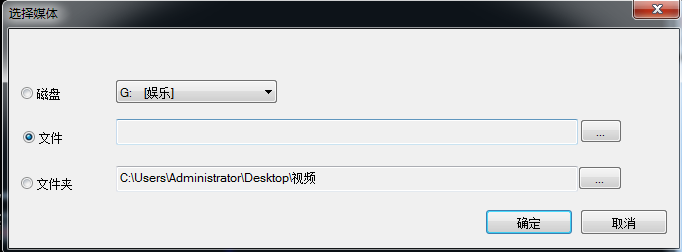 选择媒体
磁盘 G: [娱乐]
文件 ...
文件夹 C:\Users\Administrator\Desktop\视频 ...
确定 取消